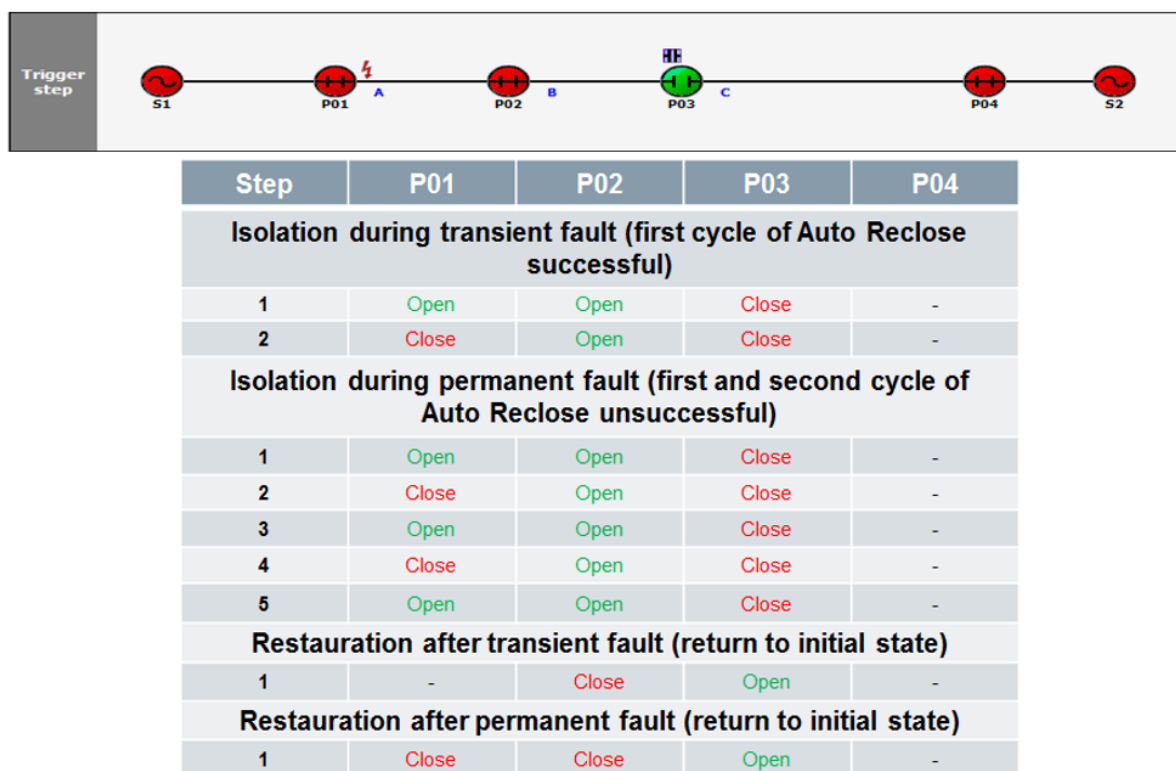 Trigger
step
S1
P01
A
P02
B
P03
C
P04
S2
Step P01 P02 P03 P04
Isolation during transient fault (first cycle of Auto Reclose
successful)
1 Open Open Close -
2 Close Open Close -
Isolation during permanent fault (first and second cycle of
Auto Reclose unsuccessful)
1 Open Open Close -
2 Close Open Close -
3 Open Open Close -
4 Close Open Close -
5 Open Open Close -
Restauration after transient fault (return to initial state)
1 - Close Open -
Restauration after permanent fault (return to initial state)
1 Close Close Open -